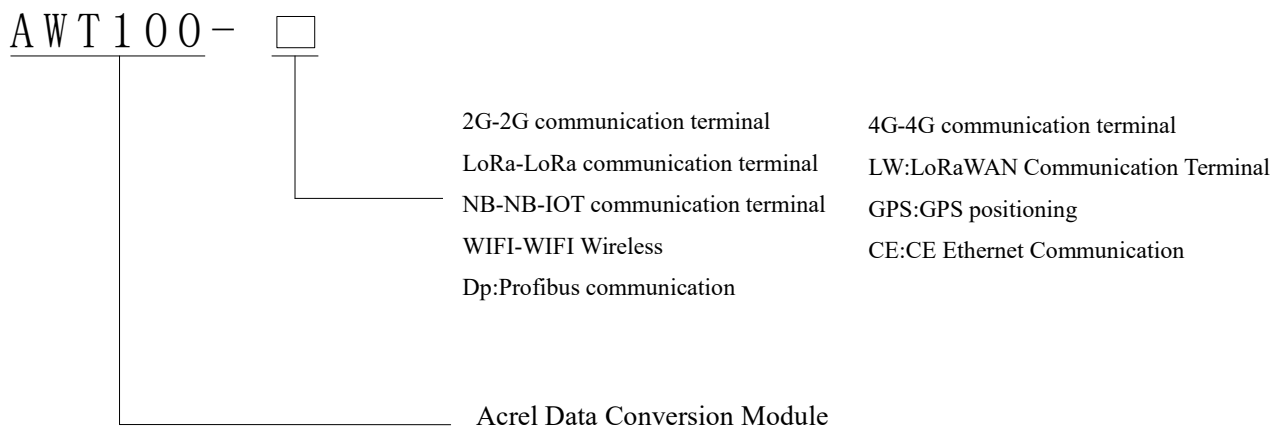 AWT100-□
2G-2G communication terminal
LoRa-LoRa communication terminal
NB-NB-IOT communication terminal
WIFI-WIFI Wireless
Dp:Profibus communication
4G-4G communication terminal
LW:LoRaWAN Communication Terminal
GPS:GPS positioning
CE:CE Ethernet Communication
Acrel Data Conversion Module